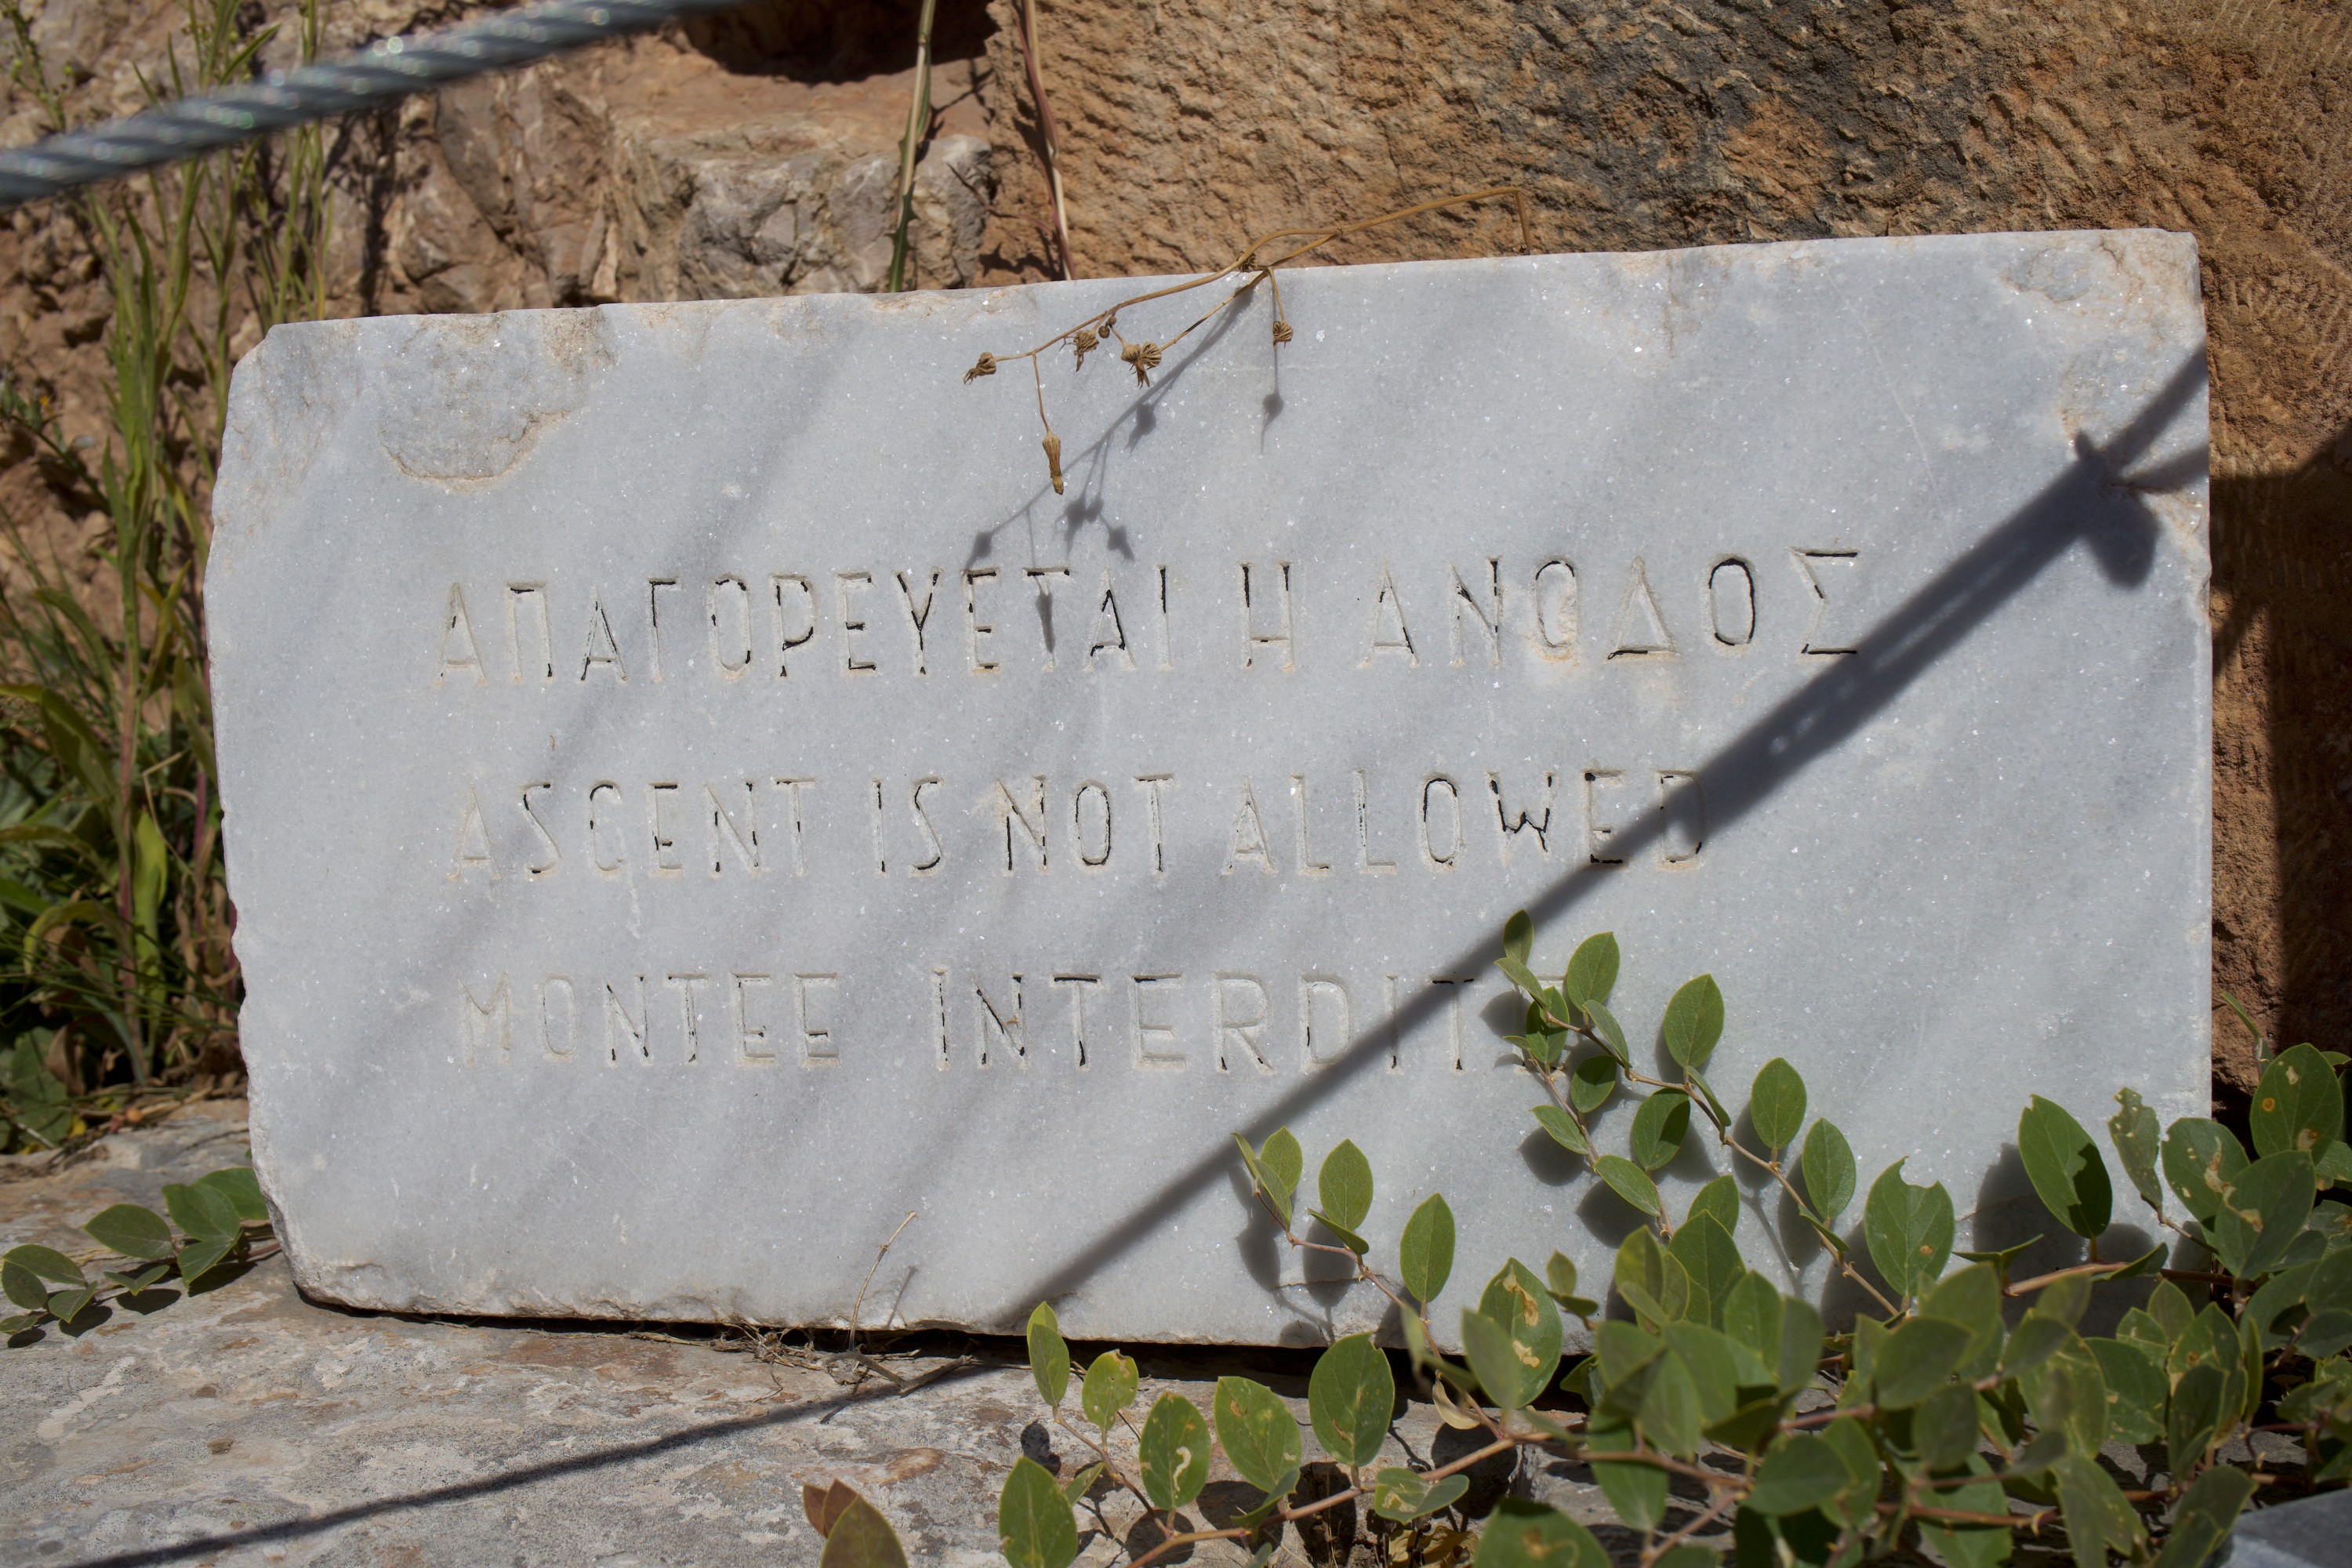 ΑΠΑΓΟΡΕΥΕΤΑΙ Η ΑΝΟΔΟΣ
ASCENT IS NOT ALLOWED
MONTEE INTERDITE